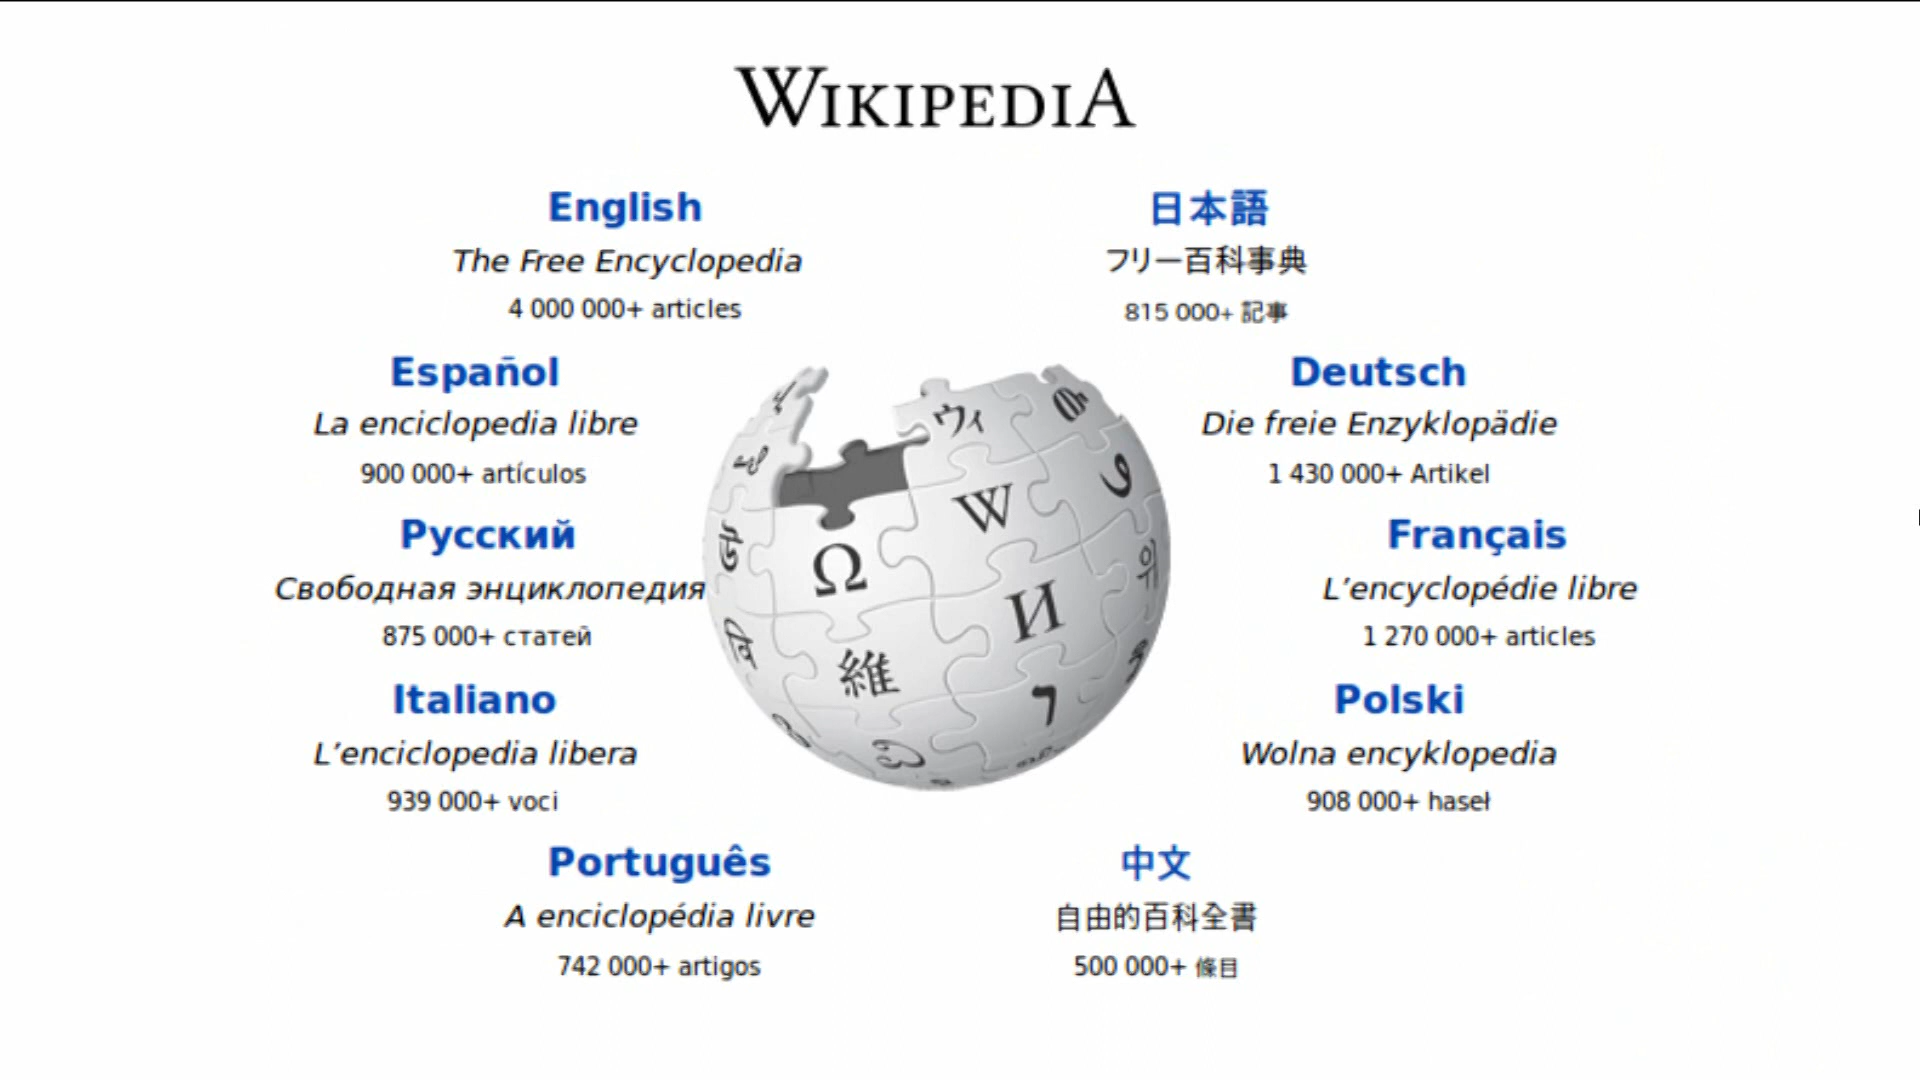 WIKIPEDIA
English
The Free Encyclopedia
4 000 000+ articles
日本語
フリー百科事典
815 000+ 記事
Español
La enciclopedia libre
900 000+ artículos
Deutsch
Die freie Enzyklopädie
1 430 000+ Artikel
Русский
Свободная энциклопедия
875 000+ статей
Français
L’encyclopédie libre
1 270 000+ articles
Italiano
L’enciclopedia libera
939 000+ voci
Polski
Wolna encyklopedia
908 000+ haseł
Português
A enciclopédia livre
742 000+ artigos
中文
自由的百科全書
500 000+ 條目
ウィ
W
Ω
И
위
維